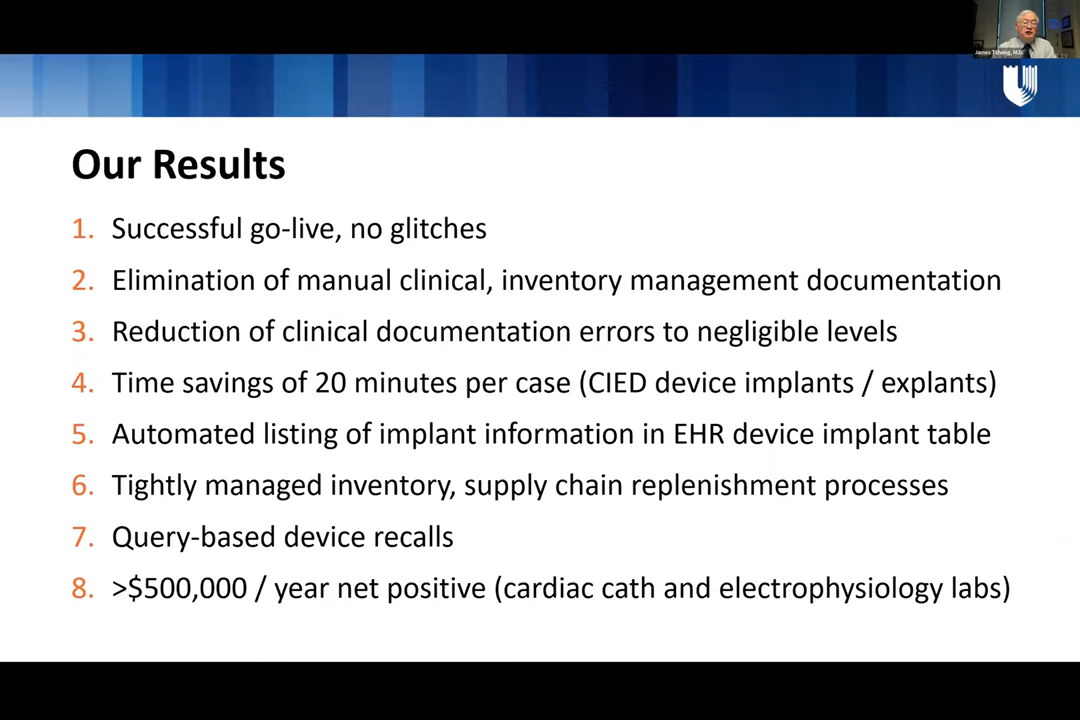 James Tcheng, M.D.
Our Results
1. Successful go-live, no glitches
2. Elimination of manual clinical, inventory management documentation
3. Reduction of clinical documentation errors to negligible levels
4. Time savings of 20 minutes per case (CIED device implants / explants)
5. Automated listing of implant information in EHR device implant table
6. Tightly managed inventory, supply chain replenishment processes
7. Query-based device recalls
8. >$500,000 / year net positive (cardiac cath and electrophysiology labs)